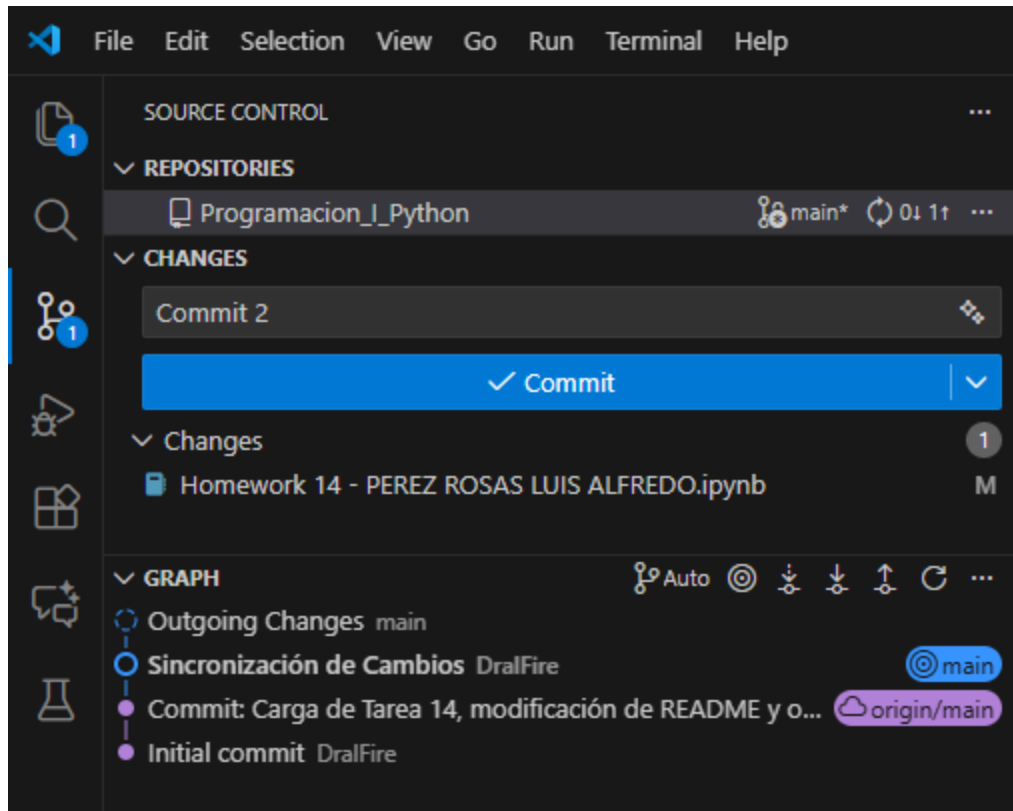 File Edit Selection View Go Run Terminal Help
SOURCE CONTROL
1
REPOSITORIES
Programacion_I_Python main* 0↓ 1↑
CHANGES
Commit 2
1
Commit
Changes 1
Homework 14 - PEREZ ROSAS LUIS ALFREDO.ipynb M
GRAPH Auto
Outgoing Changes main
Sincronización de Cambios DralFire main
Commit: Carga de Tarea 14, modificación de README y o... origin/main
Initial commit DralFire